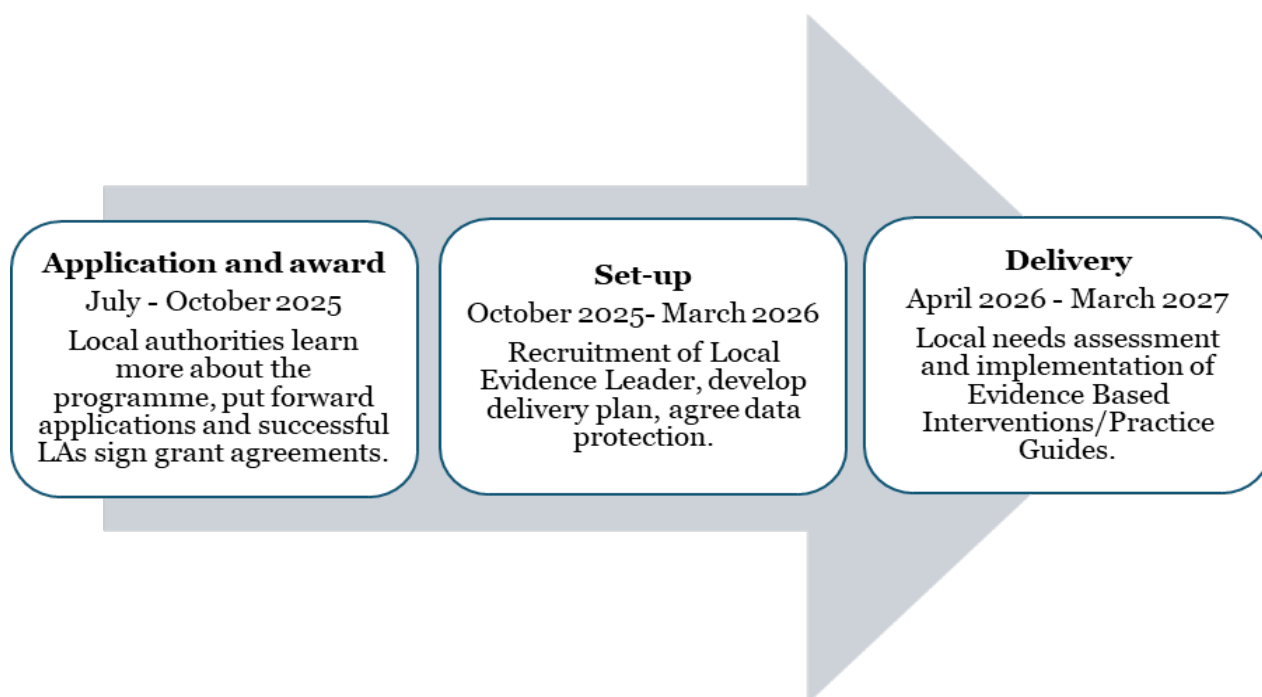 Application and award
July - October 2025
Local authorities learn
more about the
programme, put forward
applications and successful
LAs sign grant agreements.
Set-up
October 2025- March 2026
Recruitment of Local
Evidence Leader, develop
delivery plan, agree data
protection.
Delivery
April 2026 - March 2027
Local needs assessment
and implementation of
Evidence Based
Interventions/Practice
Guides.